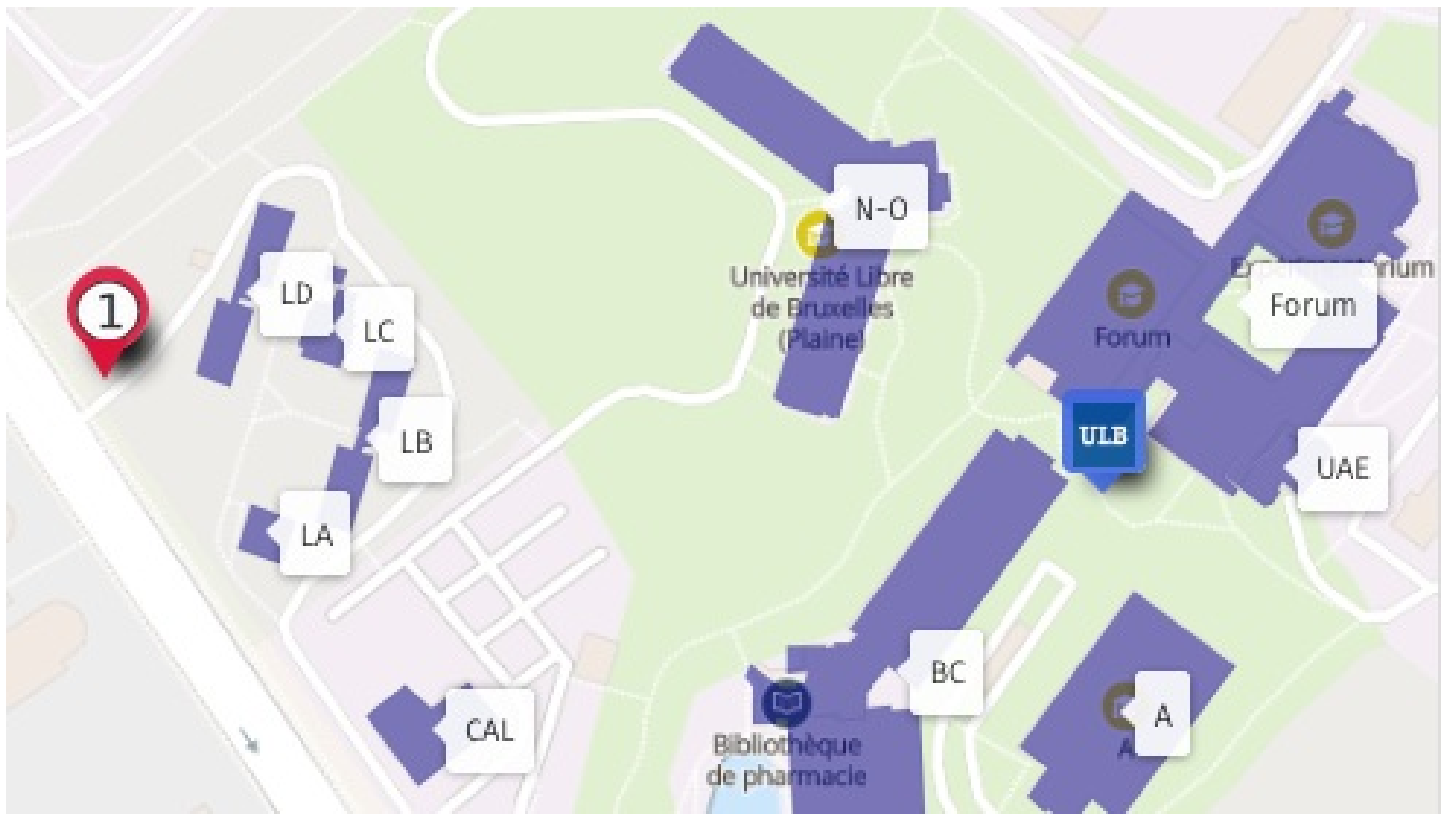 N-O
Université Libre
de Bruxelles
(Plaine)
Forum
Forum
1
LD
LC
LB
LA
ULB
UAE
CAL
BC
A
Bibliothèque
de pharmacie